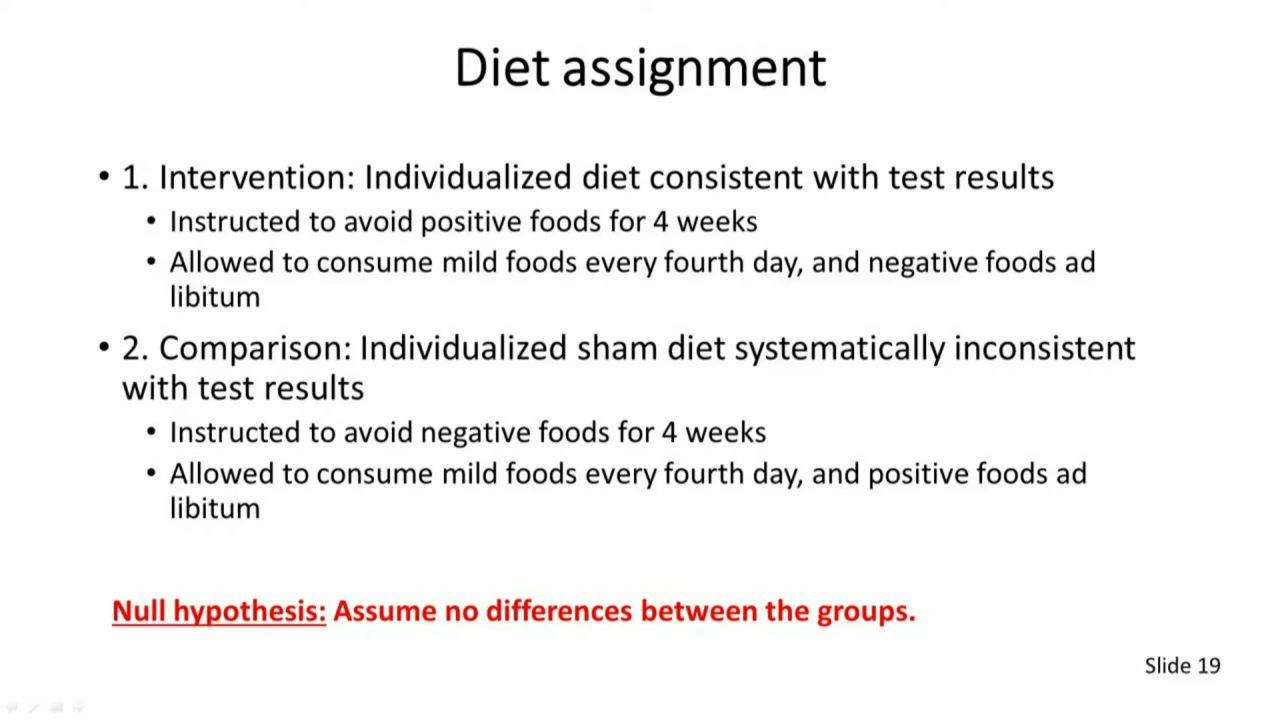 Diet assignment
• 1. Intervention: Individualized diet consistent with test results
• Instructed to avoid positive foods for 4 weeks
• Allowed to consume mild foods every fourth day, and negative foods ad
libitum
• 2. Comparison: Individualized sham diet systematically inconsistent
with test results
• Instructed to avoid negative foods for 4 weeks
• Allowed to consume mild foods every fourth day, and positive foods ad
libitum
Null hypothesis: Assume no differences between the groups.
Slide 19